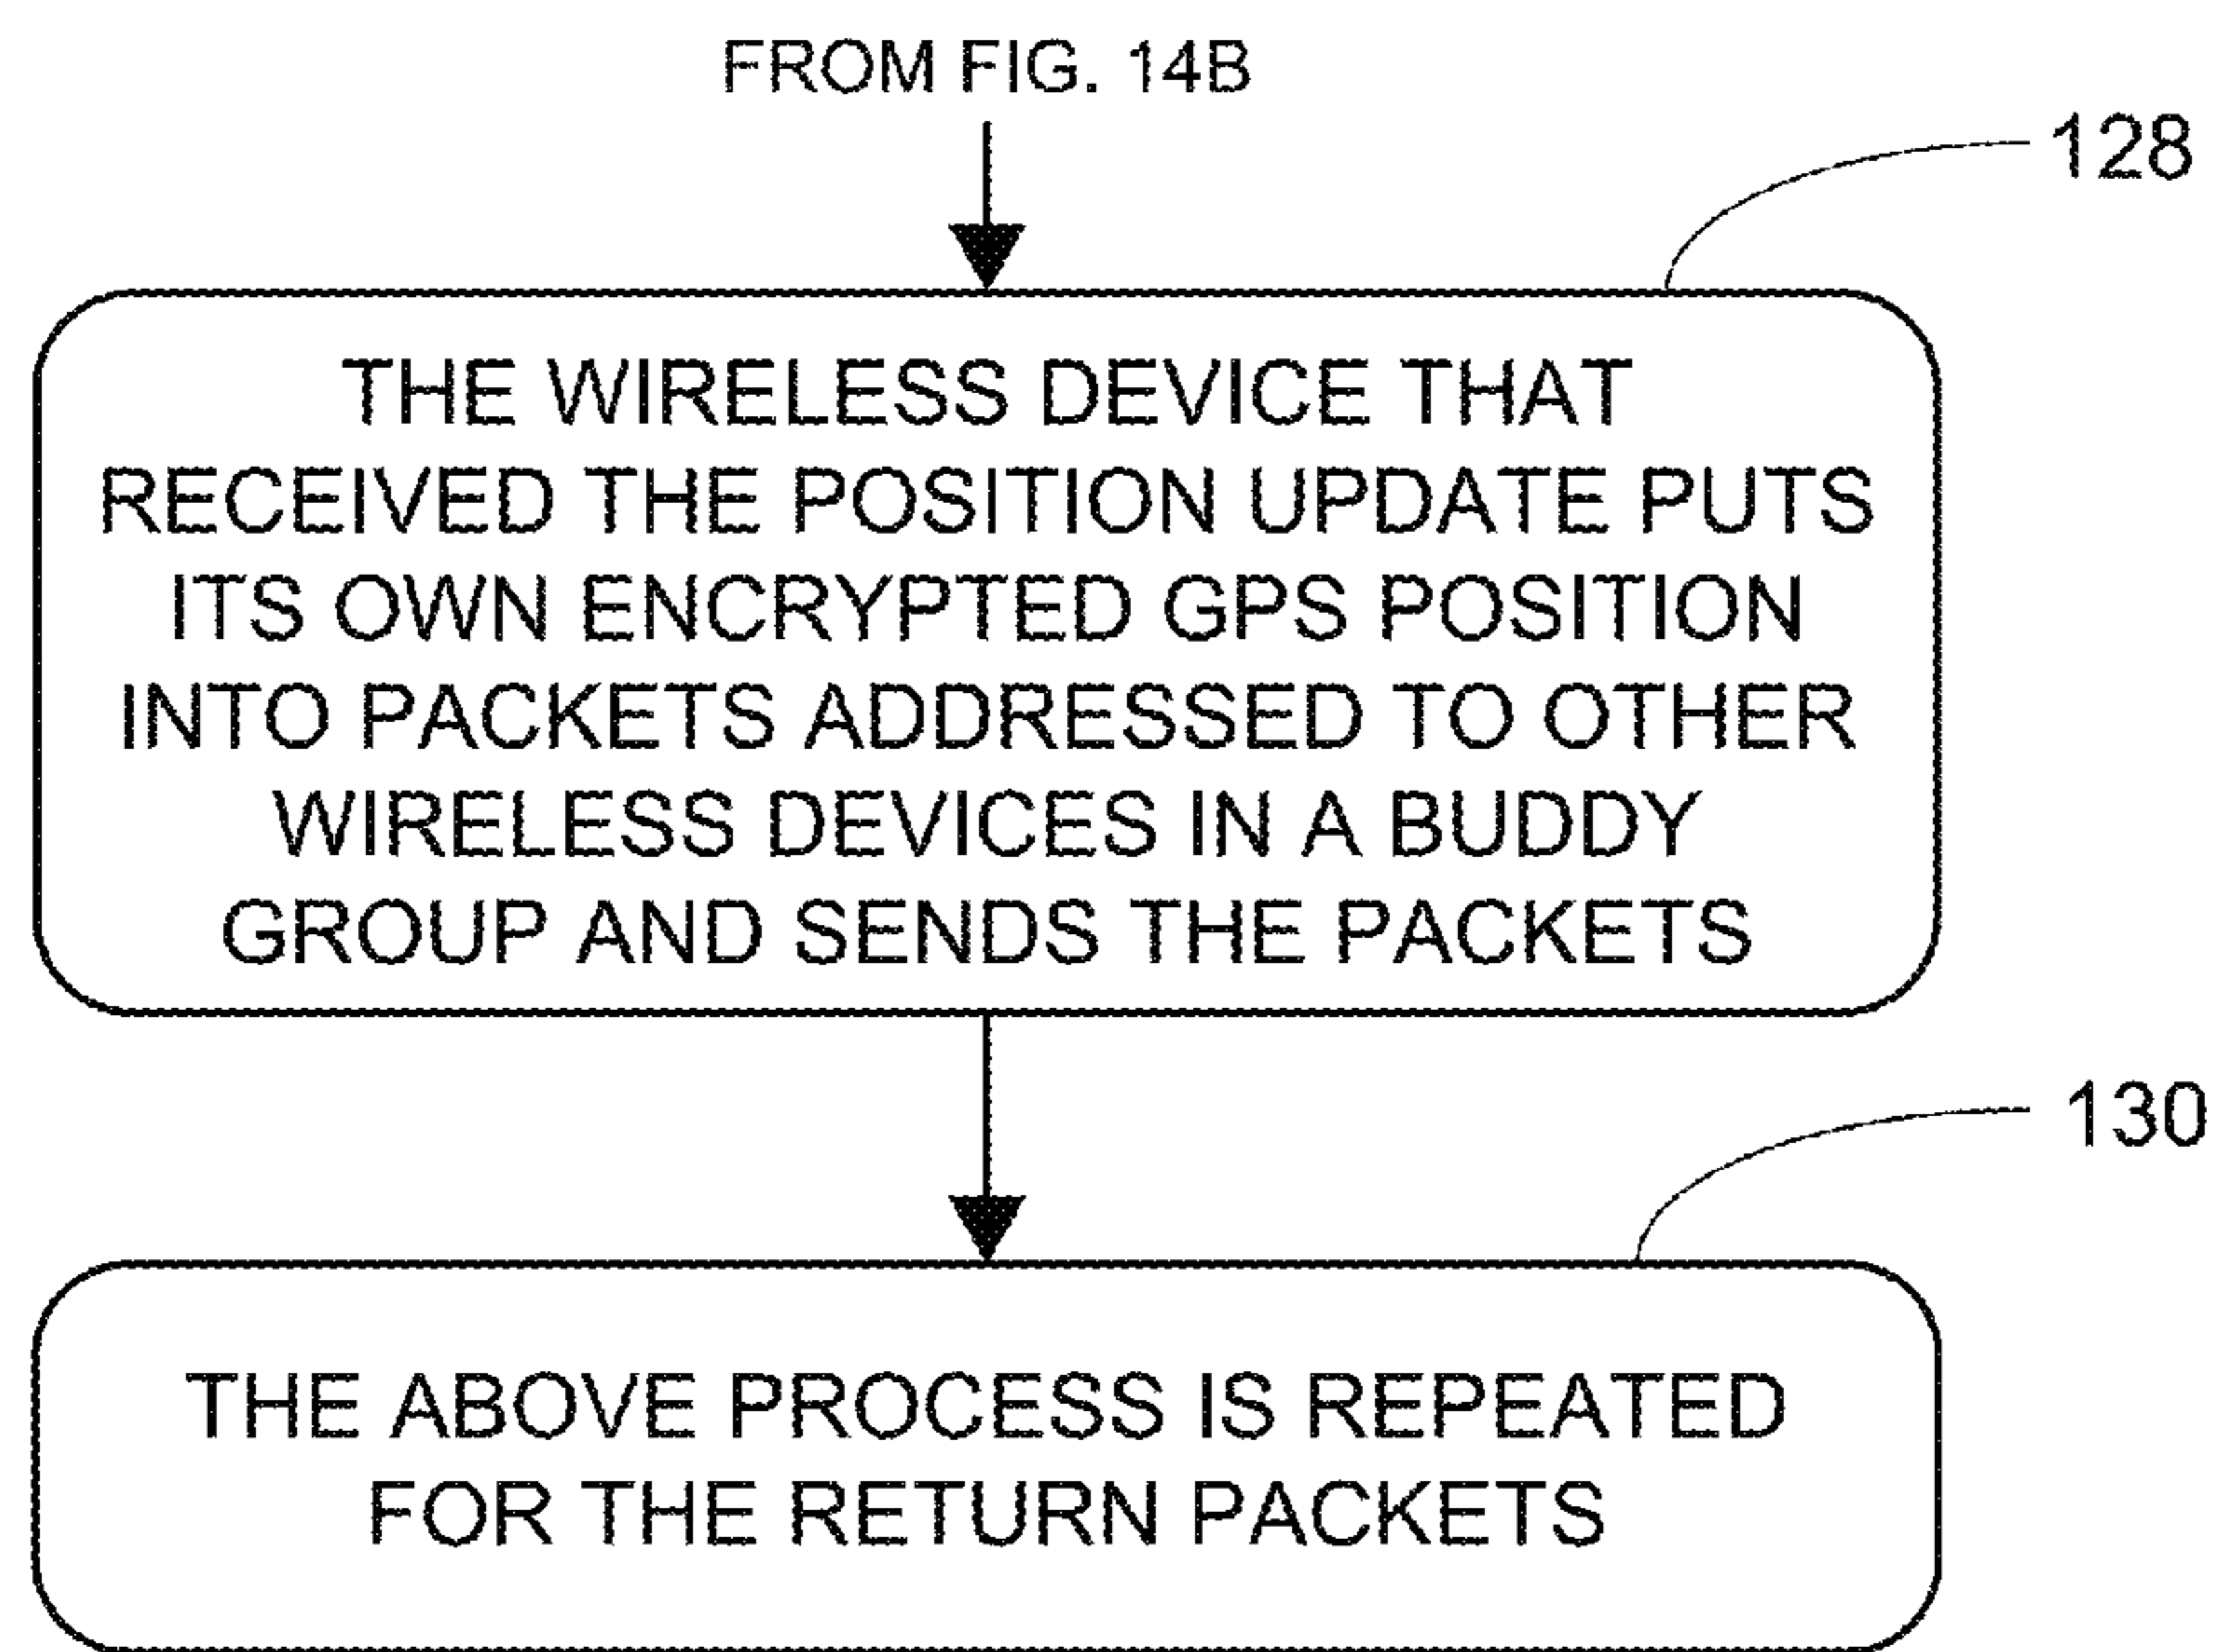 FROM FIG. 14B
128
THE WIRELESS DEVICE THAT
RECEIVED THE POSITION UPDATE PUTS
ITS OWN ENCRYPTED GPS POSITION
INTO PACKETS ADDRESSED TO OTHER
WIRELESS DEVICES IN A BUDDY
GROUP AND SENDS THE PACKETS
130
THE ABOVE PROCESS IS REPEATED
FOR THE RETURN PACKETS